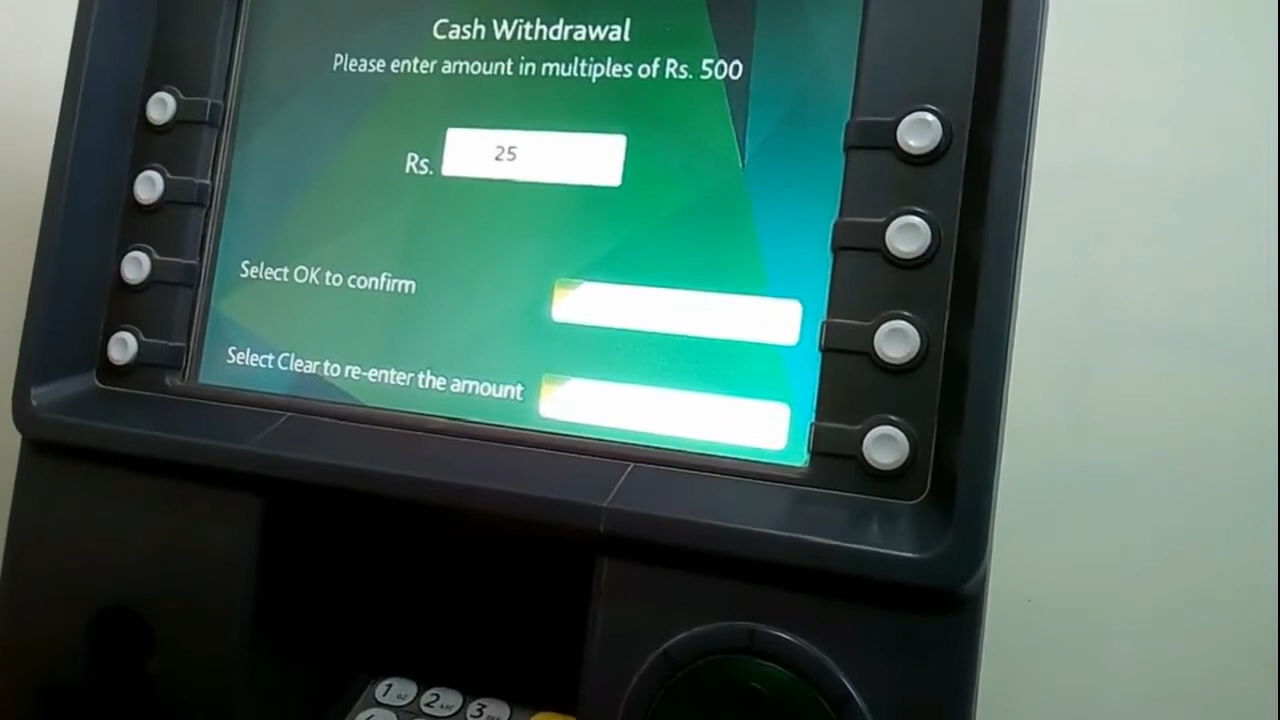 Cash Withdrawal
Please enter amount in multiples of Rs. 500
Rs. 25
Select OK to confirm
Select Clear to re-enter the amount
1
2 ABC
3